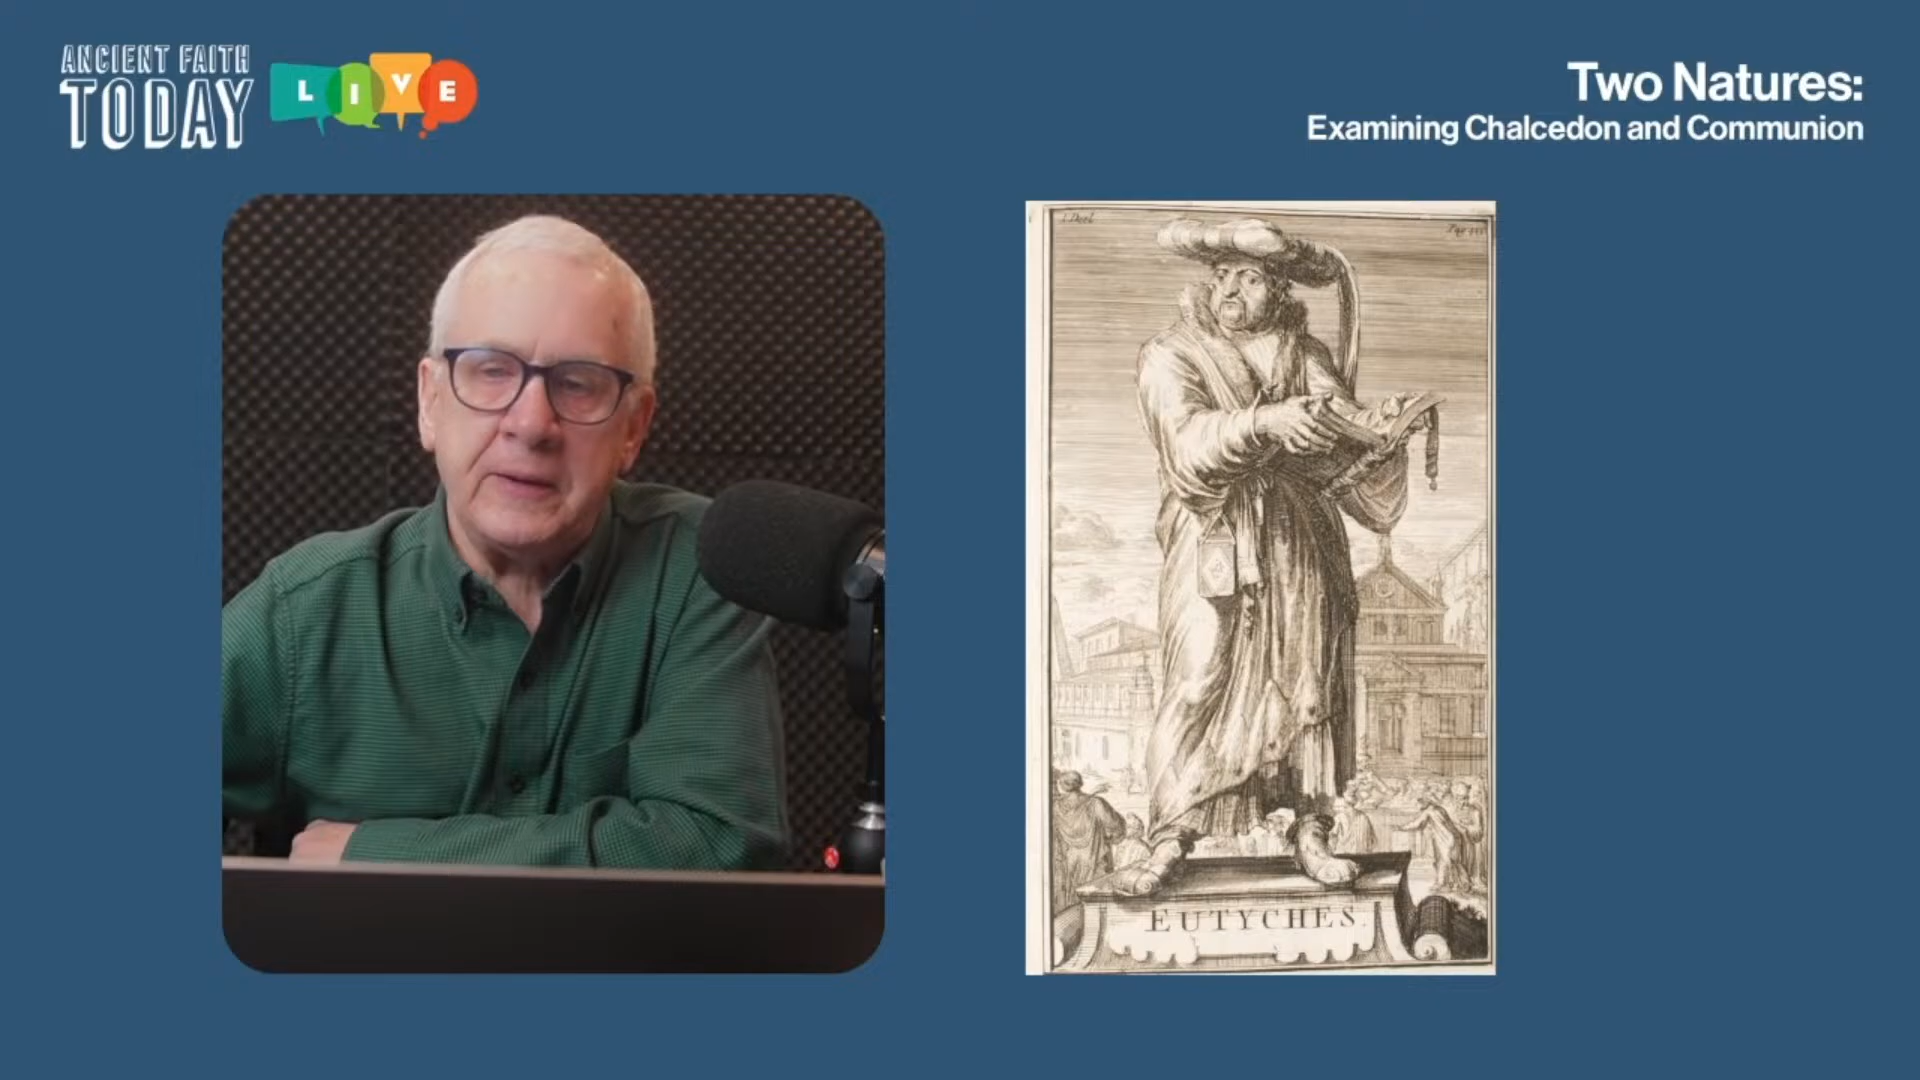 ANCIENT FAITH
TODAY
LIVE
Two Natures:
Examining Chalcedon and Communion
EUTYCHES.